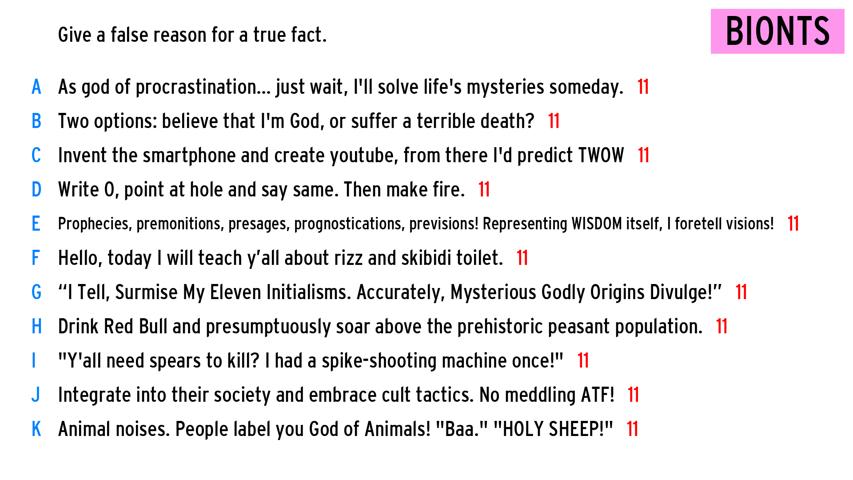 Give a false reason for a true fact.
BIONTS
A As god of procrastination... just wait, I'll solve life's mysteries someday. 11
B Two options: believe that I'm God, or suffer a terrible death? 11
C Invent the smartphone and create youtube, from there I'd predict TWOW 11
D Write O, point at hole and say same. Then make fire. 11
E Prophecies, premonitions, presages, prognostications, previsions! Representing WISDOM itself, I foretell visions! 11
F Hello, today I will teach y’all about rizz and skibidi toilet. 11
G “I Tell, Surmise My Eleven Initialisms. Accurately, Mysterious Godly Origins Divulge!” 11
H Drink Red Bull and presumptuously soar above the prehistoric peasant population. 11
I "Y'all need spears to kill? I had a spike-shooting machine once!" 11
J Integrate into their society and embrace cult tactics. No meddling ATF! 11
K Animal noises. People label you God of Animals! "Baa." "HOLY SHEEP!" 11